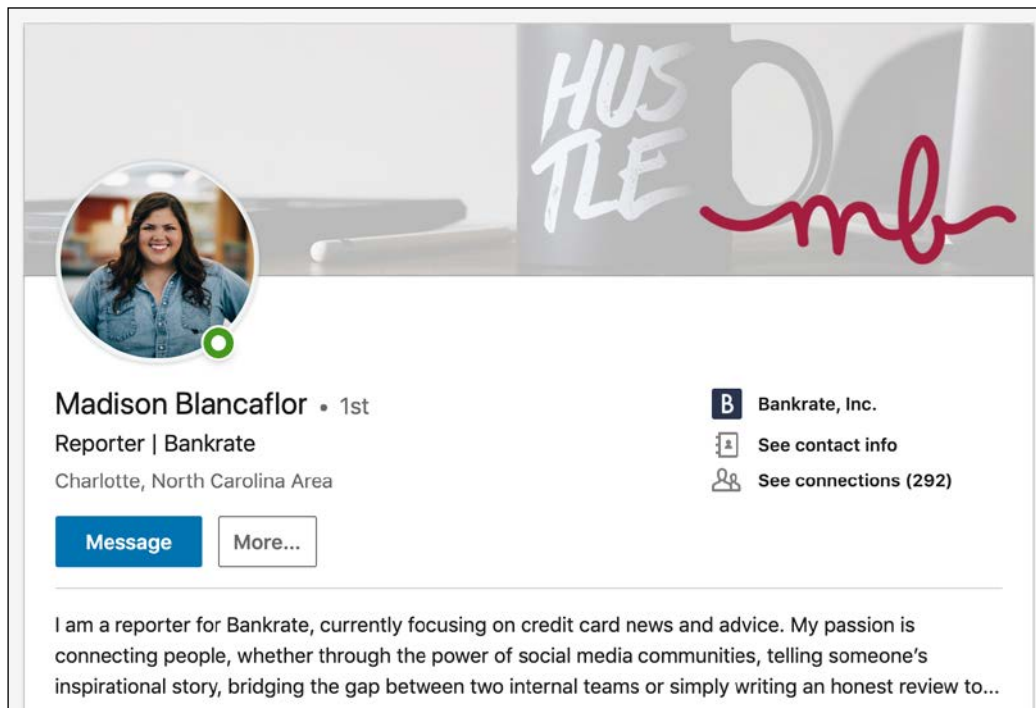 HUS
TLE
mb
Madison Blancaflor • 1st
Reporter | Bankrate
Charlotte, North Carolina Area
Message
More...
B
Bankrate, Inc.
See contact info
See connections (292)
I am a reporter for Bankrate, currently focusing on credit card news and advice. My passion is
connecting people, whether through the power of social media communities, telling someone’s
inspirational story, bridging the gap between two internal teams or simply writing an honest review to...